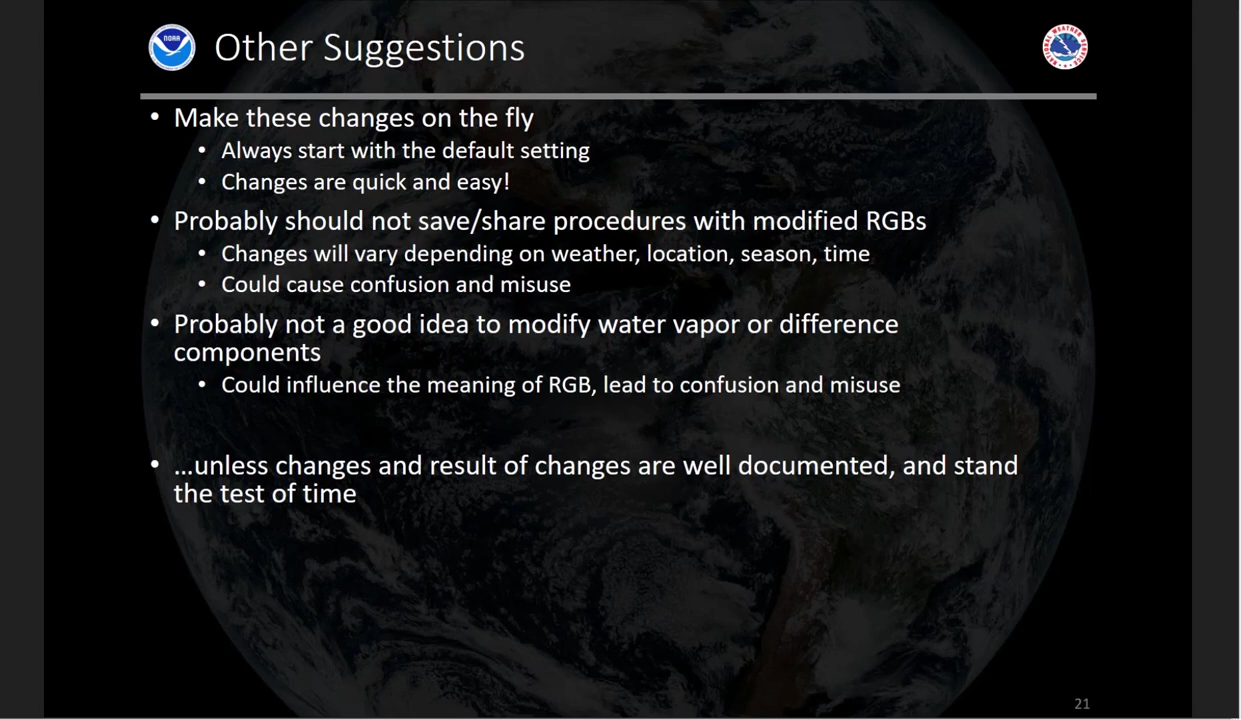 NOAA
Other Suggestions
NATIONAL WEATHER SERVICE
• Make these changes on the fly
• Always start with the default setting
• Changes are quick and easy!
• Probably should not save/share procedures with modified RGBs
• Changes will vary depending on weather, location, season, time
• Could cause confusion and misuse
• Probably not a good idea to modify water vapor or difference
components
• Could influence the meaning of RGB, lead to confusion and misuse
• …unless changes and result of changes are well documented, and stand
the test of time
21